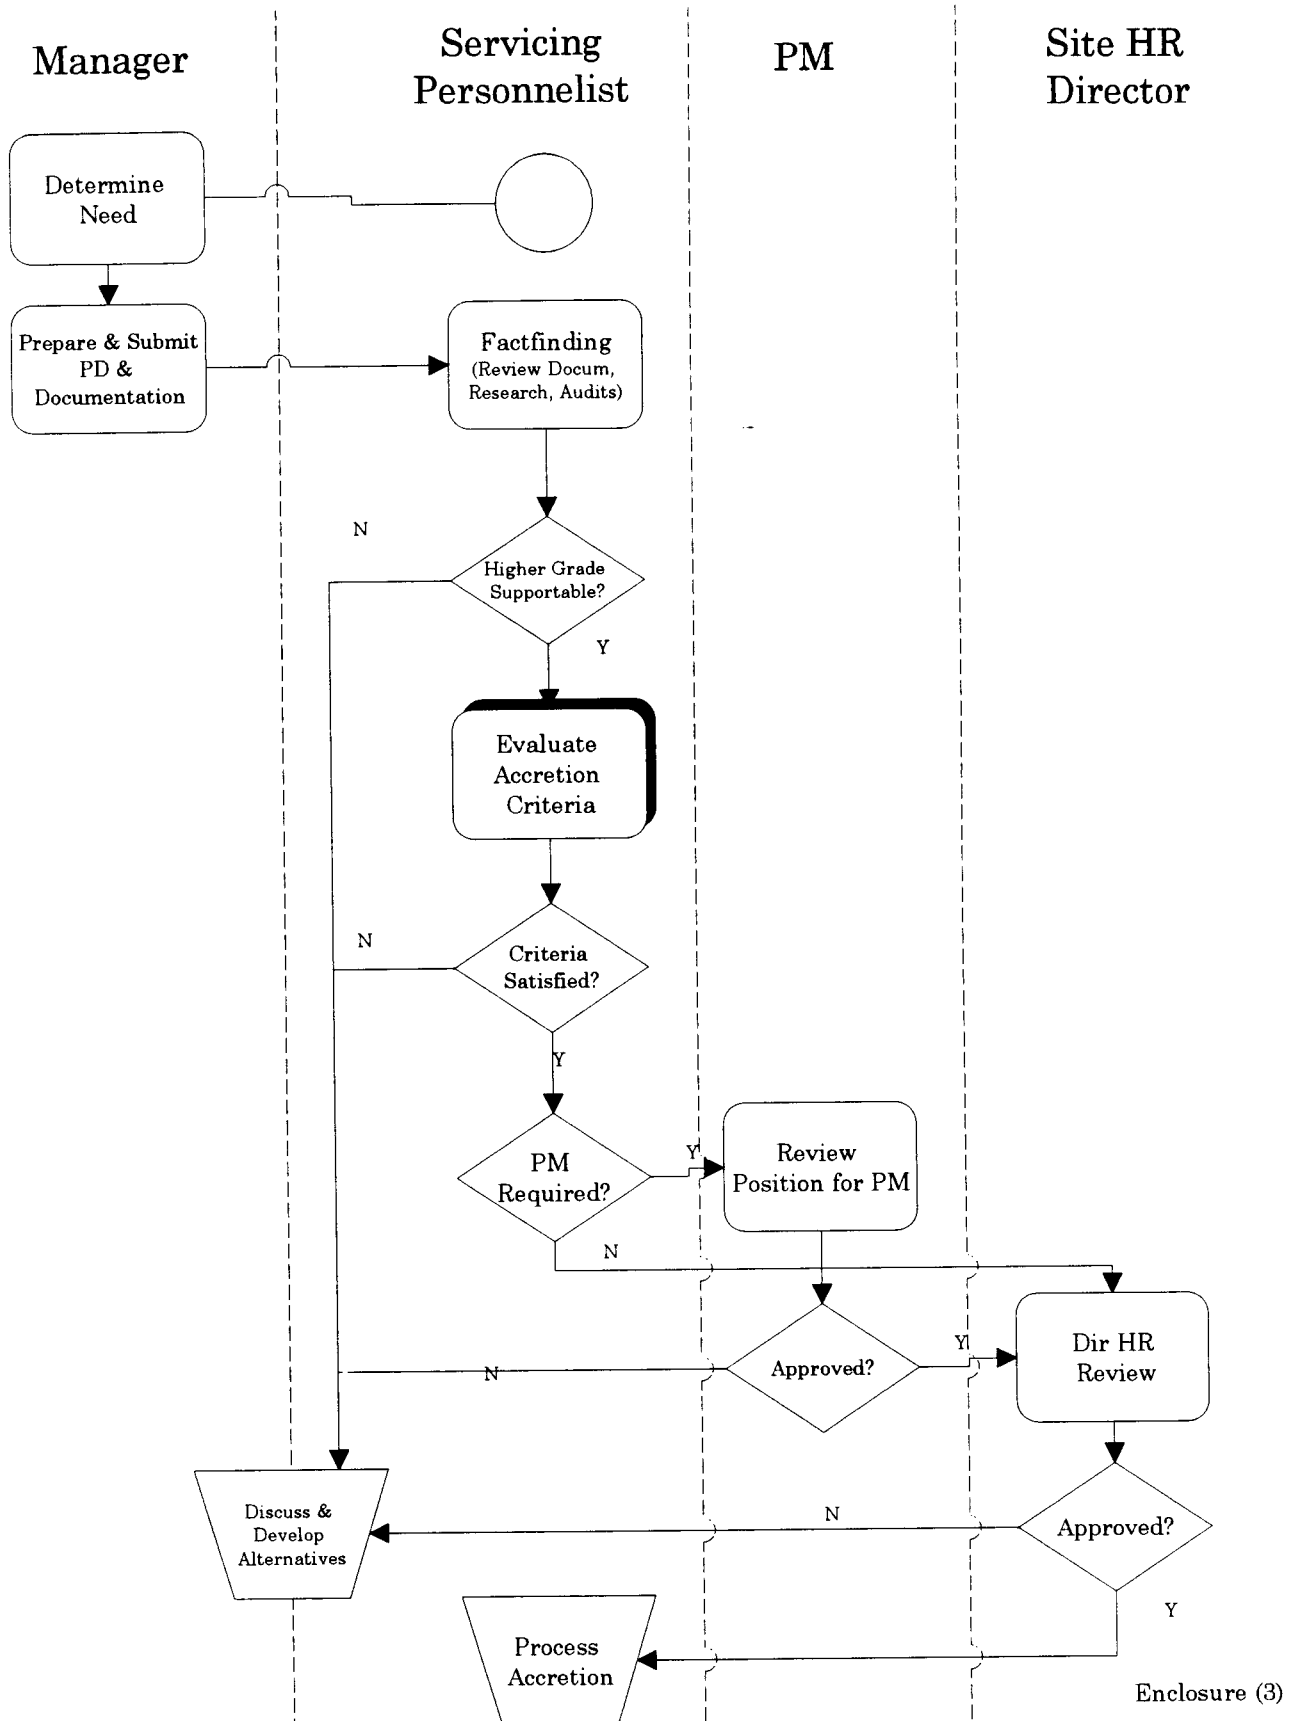 Manager
Servicing
Personnelist
PM
Site HR
Director
Determine
Need
Prepare & Submit
PD &
Documentation
Factfinding
(Review Docum,
Research, Audits)
N
Higher Grade
Supportable?
Y
Evaluate
Accretion
Criteria
N
Criteria
Satisfied?
Y
PM
Required?
Y
Review
Position for PM
N
Approved?
Y
N
Dir HR
Review
Discuss &
Develop
Alternatives
N
Approved?
Y
Process
Accretion
Enclosure (3)